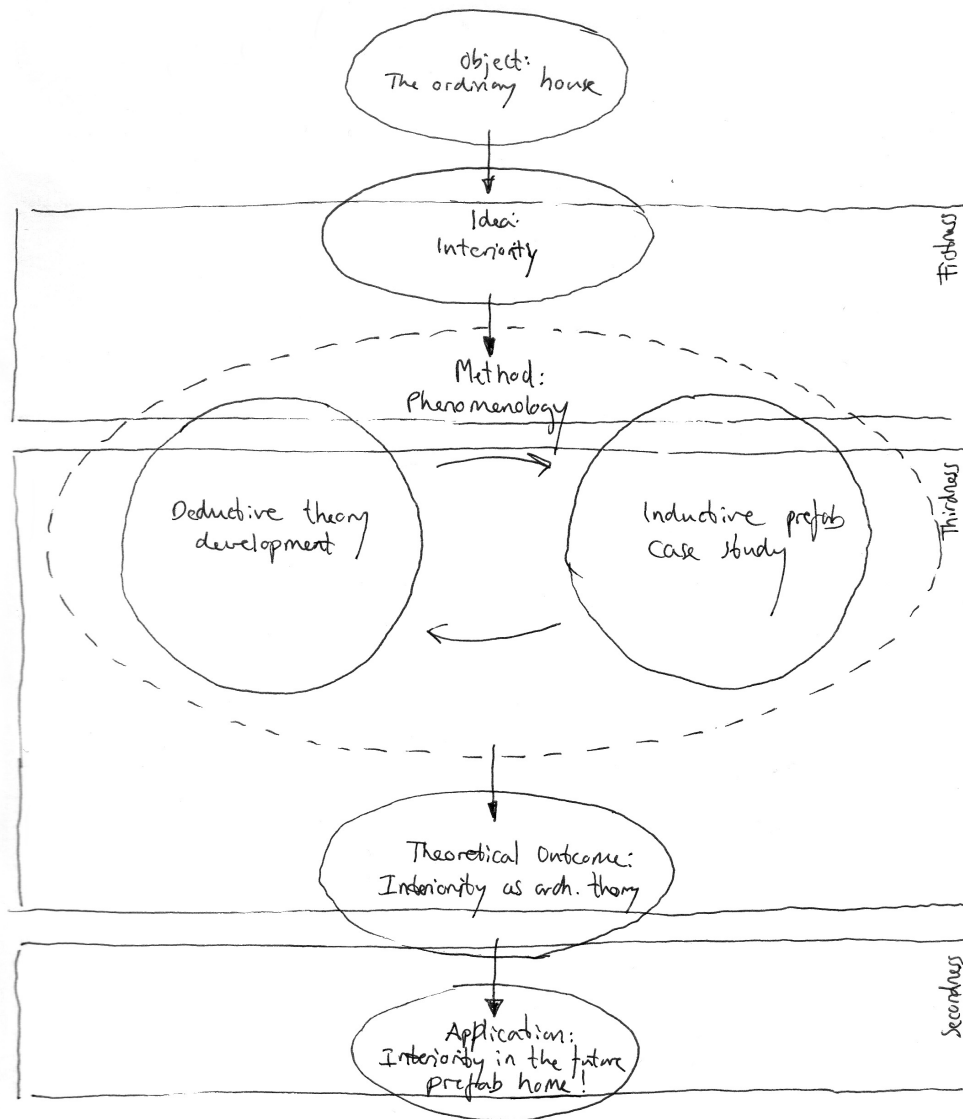 Object:
The ordinary house
Idea:
Interiority
Firstness
Method:
Phenomenology
Deductive theory
development
Inductive prefab
case study
Thirdness
Theoretical Outcome:
Interiority as arch. theory
Application:
Interiority in the future
prefab home!
Secondness